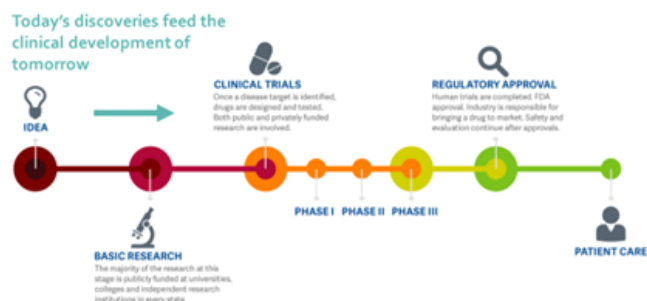 Today's discoveries feed the
clinical development of
tomorrow
IDEA
CLINICAL TRIALS
Once a disease target is identified,
drugs are designed and tested.
Both public and privately funded
research are involved.
REGULATORY APPROVAL
Human trials are completed. FDA
approval. Industry is responsible for
bringing a drug to market. Safety and
evaluation continue after approvals.
PHASE I
PHASE II
PHASE III
BASIC RESEARCH
The majority of the research at this
stage is publicly funded at universities,
colleges and independent research
institutions in every state
PATIENT CARE